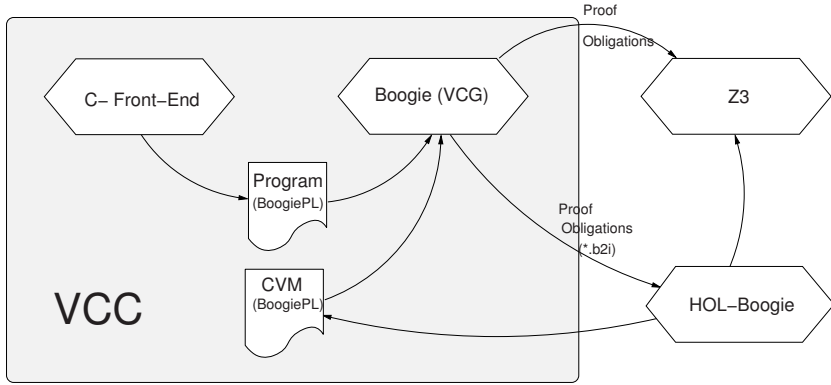 Proof
Obligations
C− Front−End
Boogie (VCG)
Z3
Program
(BoogiePL)
Proof
Obligations
(*.b2i)
CVM
(BoogiePL)
VCC
HOL−Boogie